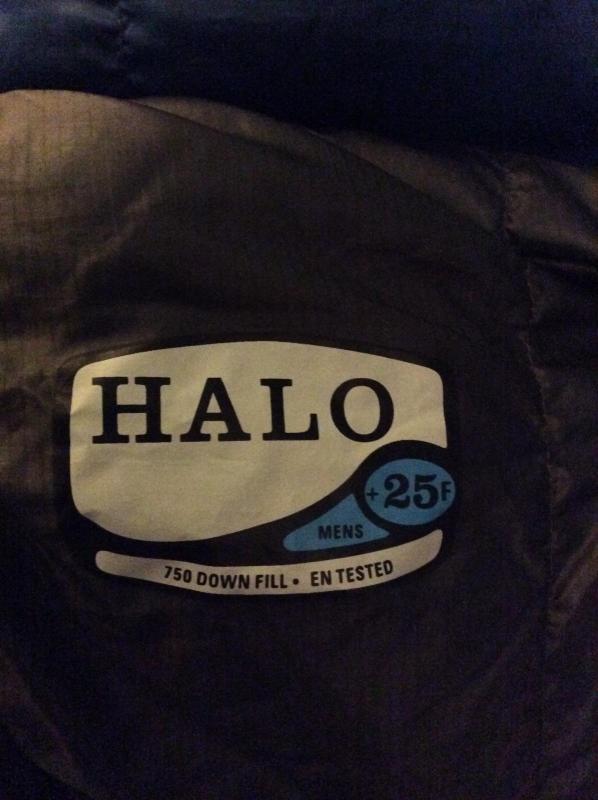 HALO
+25F
MENS
750 DOWN FILL • EN TESTED